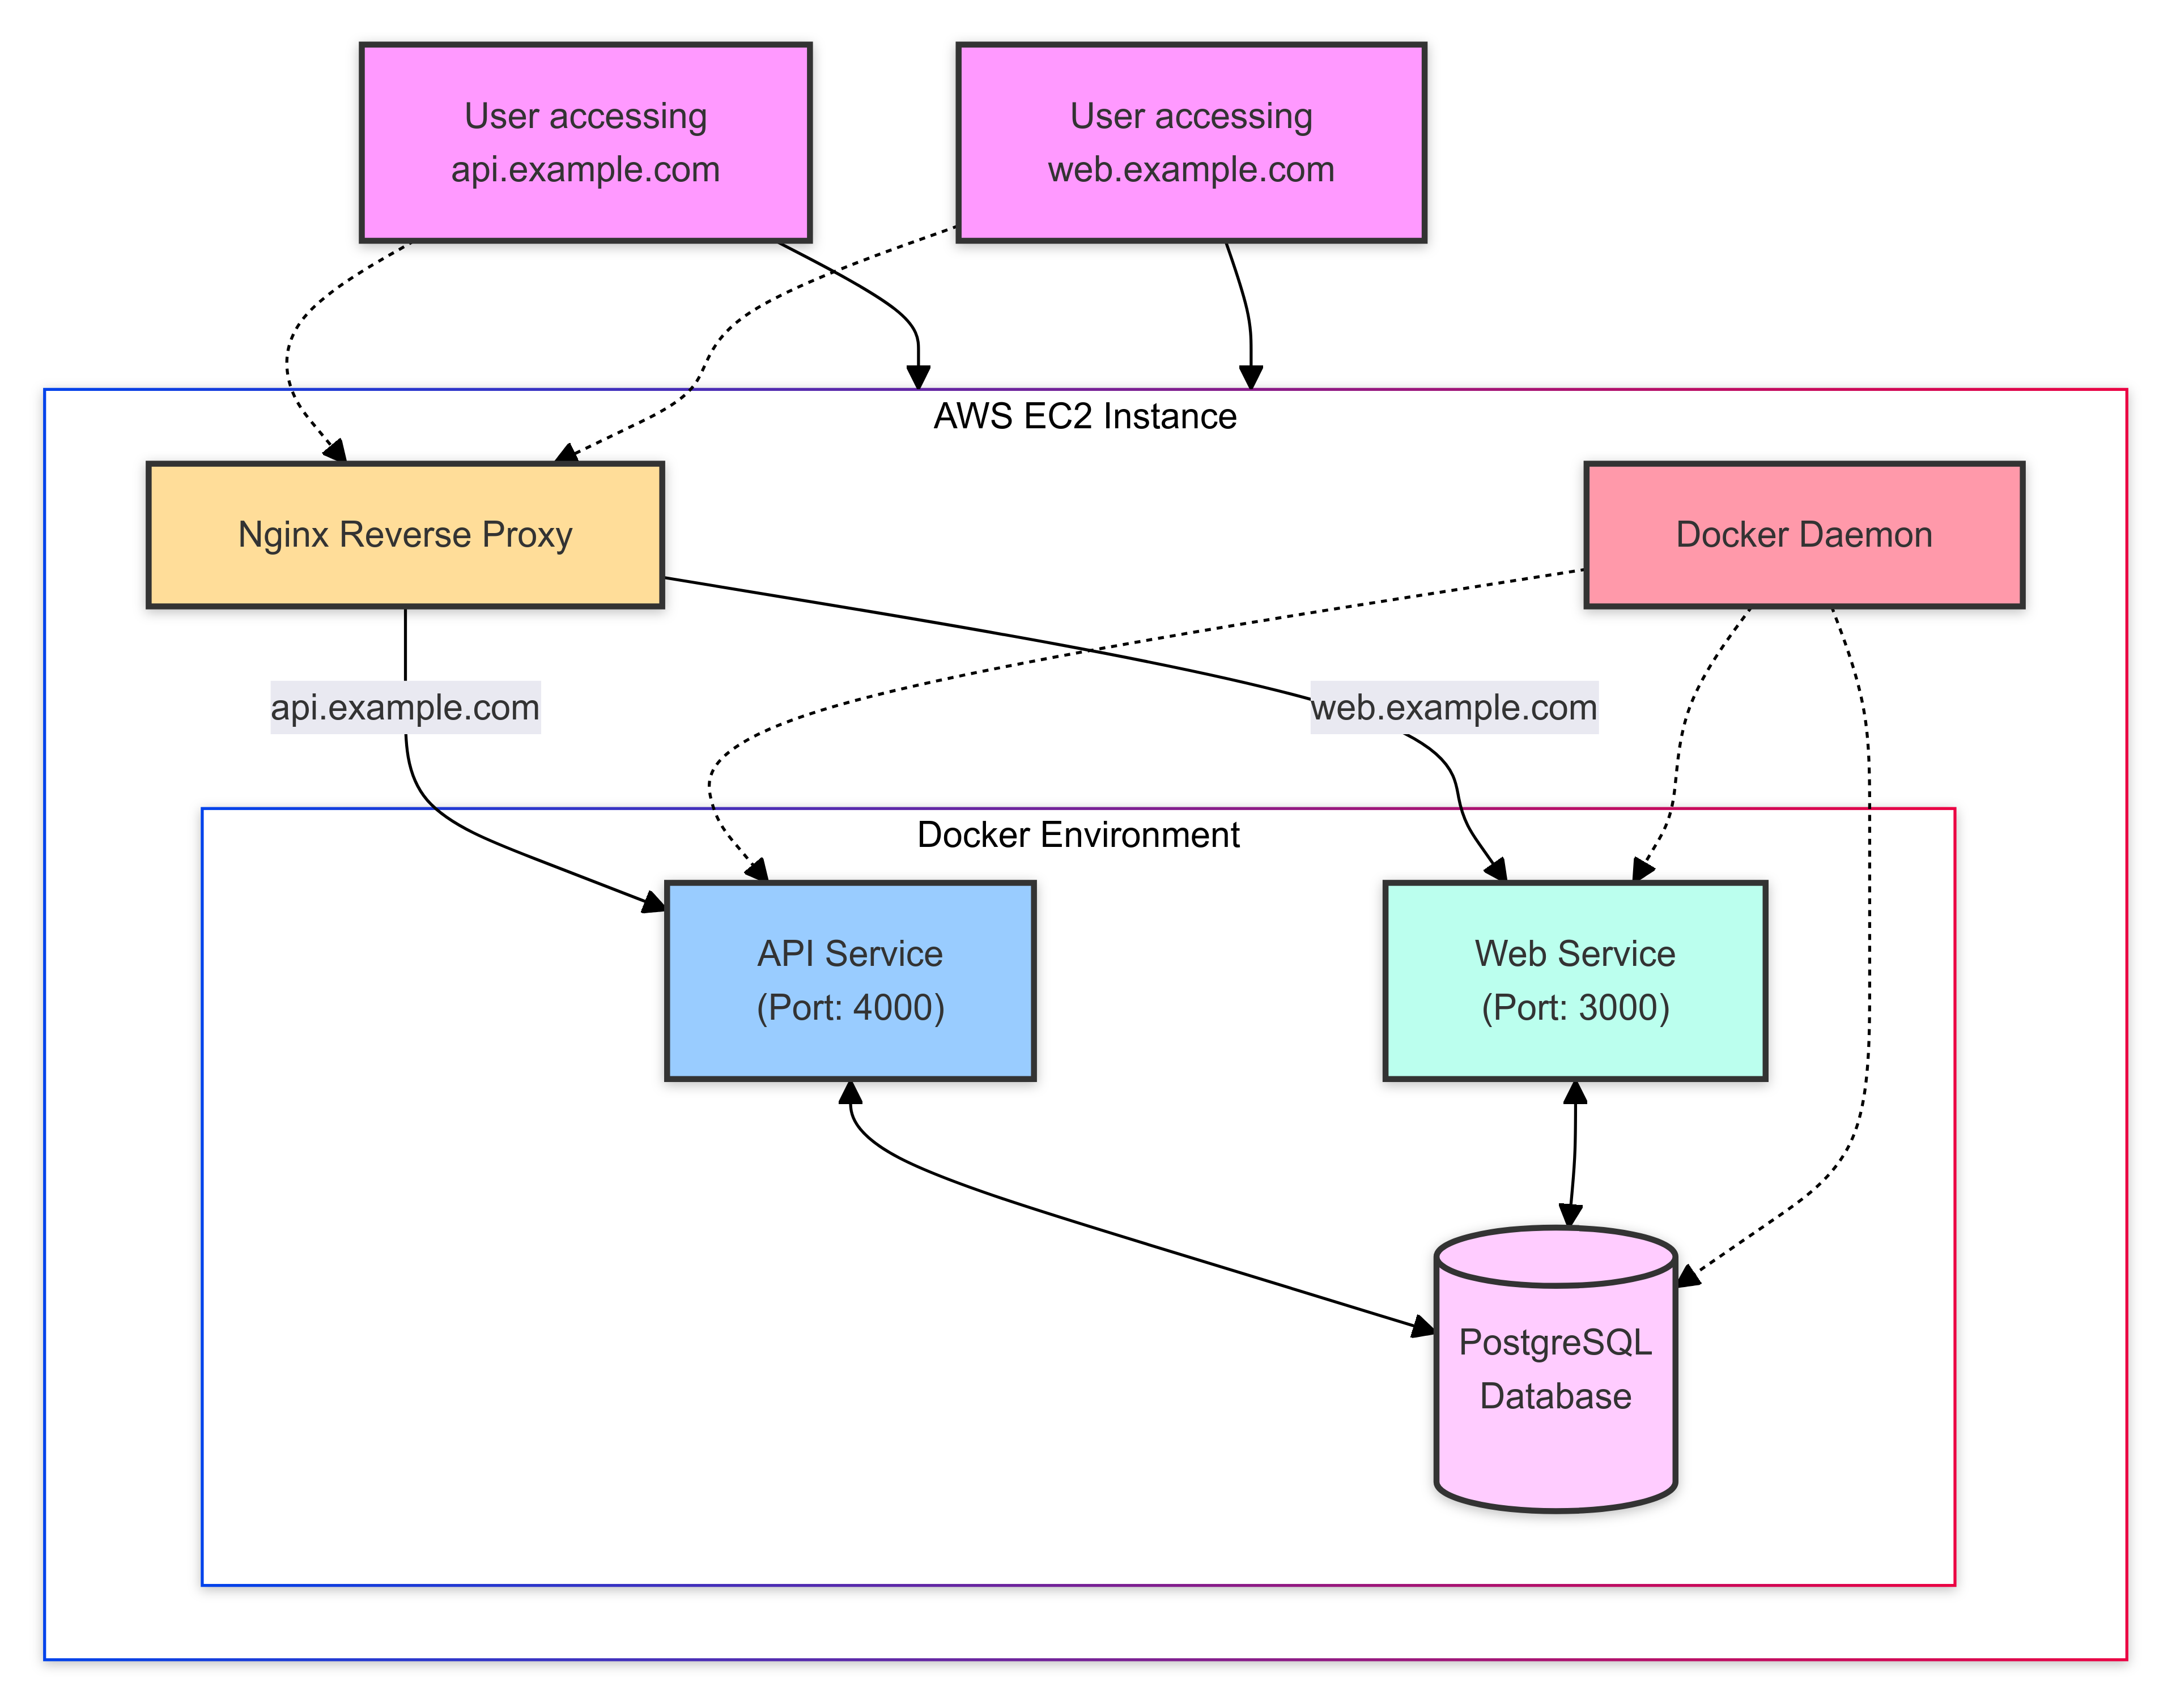 User accessing
api.example.com
User accessing
web.example.com
AWS EC2 Instance
Nginx Reverse Proxy
Docker Daemon
api.example.com
web.example.com
Docker Environment
API Service
(Port: 4000)
Web Service
(Port: 3000)
PostgreSQL
Database